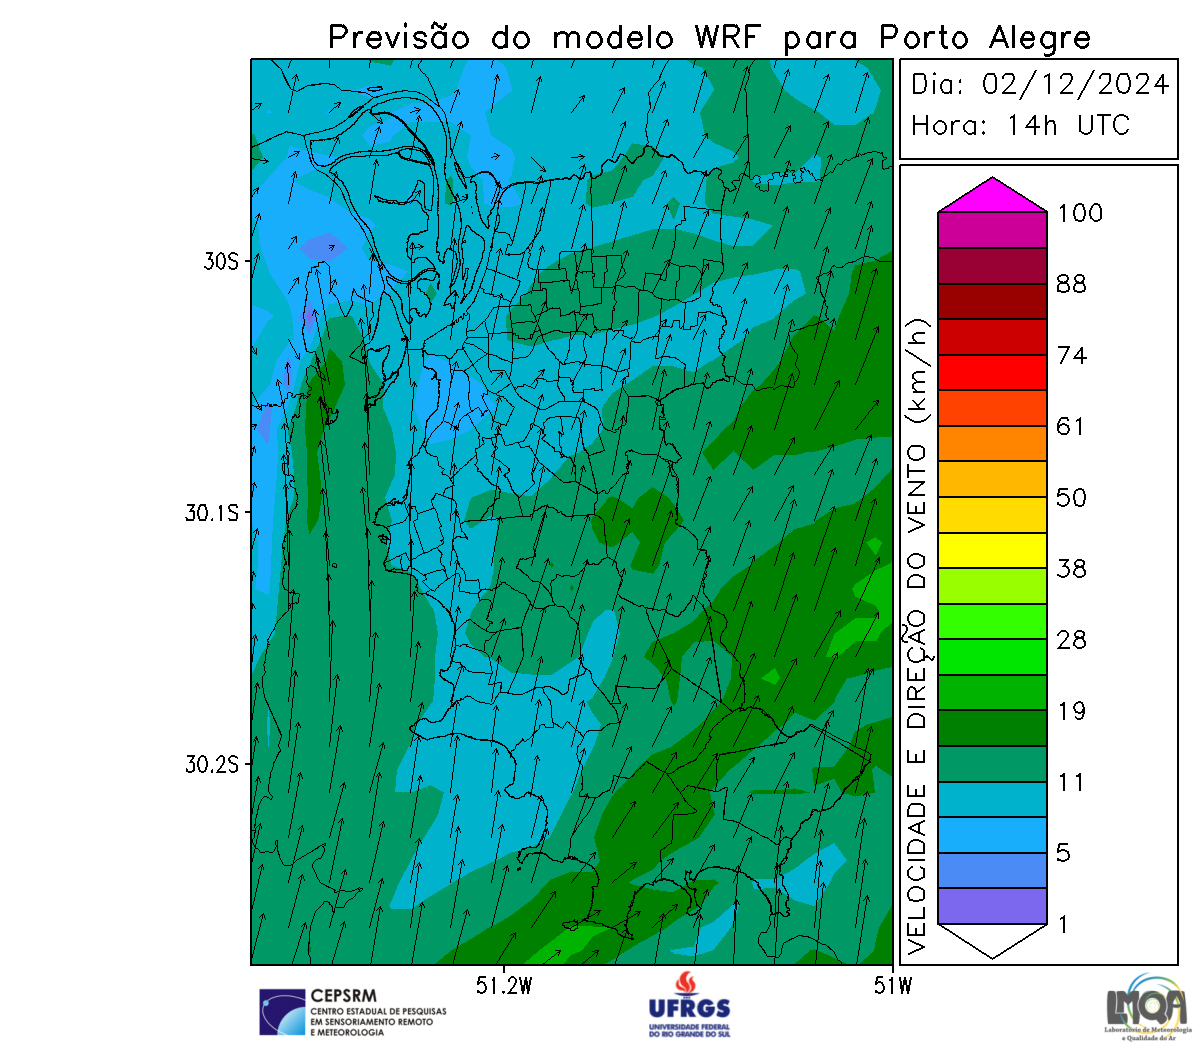 Previsão do modelo WRF para Porto Alegre
Dia: 02/12/2024
Hora: 14h UTC
30S
30.1S
30.2S
51.2W
51W
VELOCIDADE E DIREÇÃO DO VENTO (km/h)
100
88
74
61
50
38
28
19
11
5
1
CEPSRM
CENTRO ESTADUAL DE PESQUISAS
EM SENSORIAMENTO REMOTO
E METEOROLOGIA
UFRGS
UNIVERSIDADE FEDERAL
DO RIO GRANDE DO SUL
LMQA
Laboratório de Meteorologia
e Qualidade do Ar